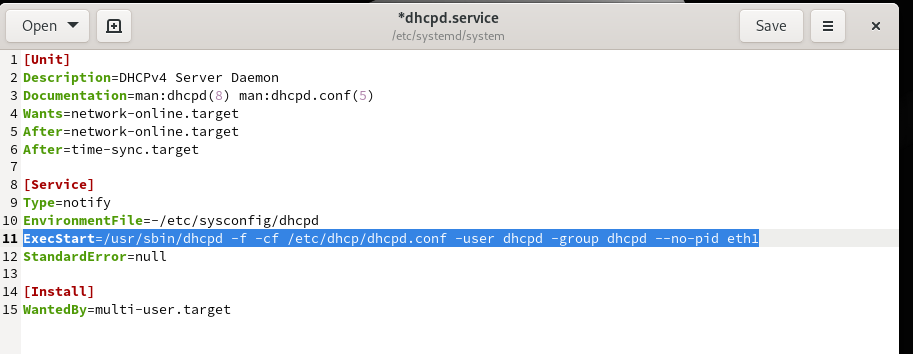 Open
*dhcpd.service
/etc/systemd/system
Save
1 [Unit]
2 Description=DHCPv4 Server Daemon
3 Documentation=man:dhcpd(8) man:dhcpd.conf(5)
4 Wants=network-online.target
5 After=network-online.target
6 After=time-sync.target
7
8 [Service]
9 Type=notify
10 EnvironmentFile=-/etc/sysconfig/dhcpd
11 ExecStart=/usr/sbin/dhcpd -f -cf /etc/dhcp/dhcpd.conf -user dhcpd -group dhcpd --no-pid eth1
12 StandardError=null
13
14 [Install]
15 WantedBy=multi-user.target